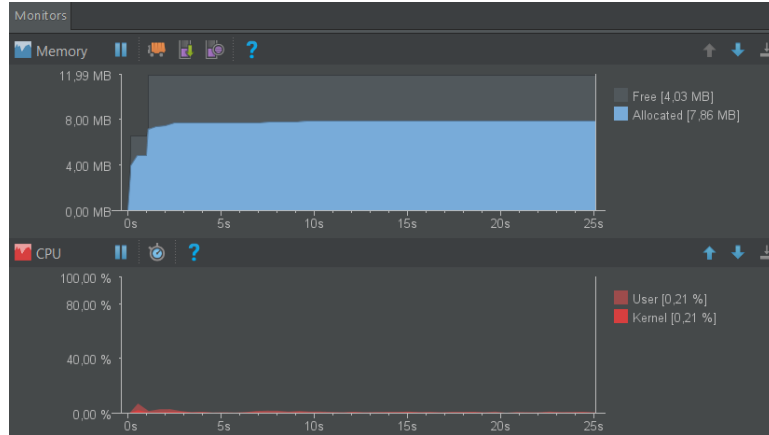 Monitors
Memory ?
11,99 MB
8,00 MB
4,00 MB
0,00 MB
Free [4,03 MB]
Allocated [7,86 MB]
0s 5s 10s 15s 20s 25s
CPU ?
100,00 %
80,00 %
40,00 %
0,00 %
User [0,21 %]
Kernel [0,21 %]
0s 5s 10s 15s 20s 25s